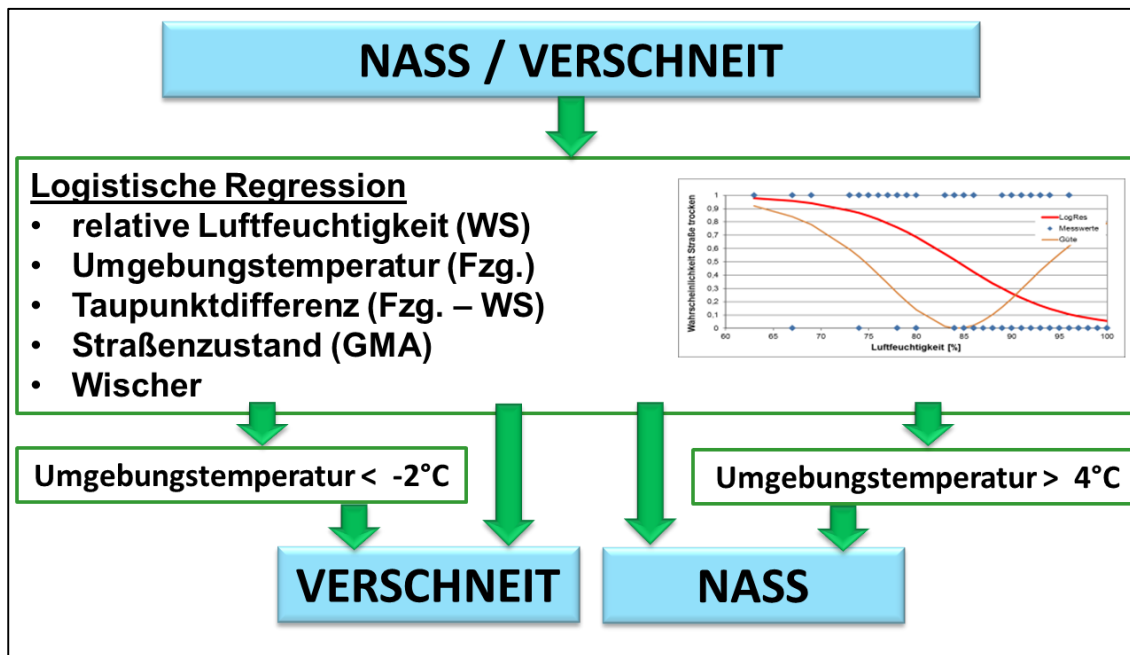 NASS / VERSCHNEIT
Logistische Regression
• relative Luftfeuchtigkeit (WS)
• Umgebungstemperatur (Fzg.)
• Taupunktdifferenz (Fzg. – WS)
• Straßenzustand (GMA)
• Wischer
Wahrscheinlichkeit Straße trocken
1
0,9
0,8
0,7
0,6
0,5
0,4
0,3
0,2
0,1
0
LogRes
Messwerte
Güte
60 65 70 75 80 85 90 95 100
Luftfeuchtigkeit [%]
Umgebungstemperatur < -2°C
Umgebungstemperatur > 4°C
VERSCHNEIT
NASS